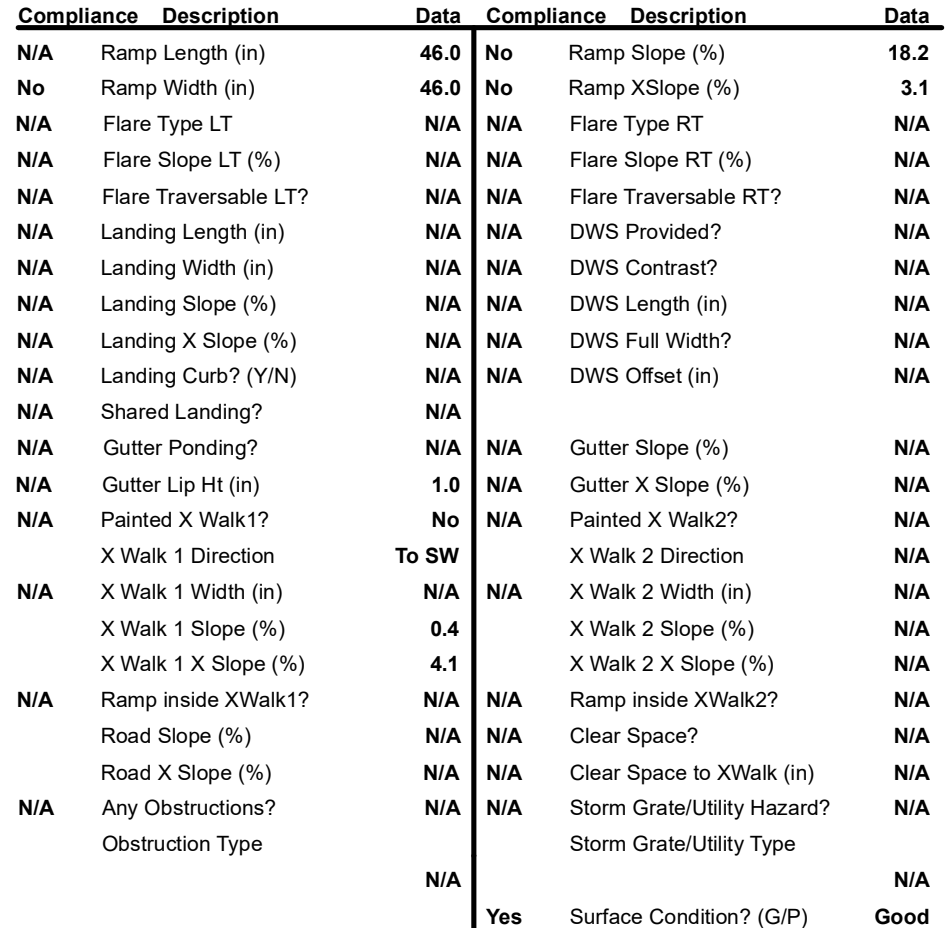 Compliance Description Data Compliance Description Data
N/A Ramp Length (in) 46.0 No Ramp Slope (%) 18.2
No Ramp Width (in) 46.0 No Ramp XSlope (%) 3.1
N/A Flare Type LT N/A N/A Flare Type RT N/A
N/A Flare Slope LT (%) N/A N/A Flare Slope RT (%) N/A
N/A Flare Traversable LT? N/A N/A Flare Traversable RT? N/A
N/A Landing Length (in) N/A N/A DWS Provided? N/A
N/A Landing Width (in) N/A N/A DWS Contrast? N/A
N/A Landing Slope (%) N/A N/A DWS Length (in) N/A
N/A Landing X Slope (%) N/A N/A DWS Full Width? N/A
N/A Landing Curb? (Y/N) N/A N/A DWS Offset (in) N/A
N/A Shared Landing? N/A
N/A Gutter Ponding? N/A N/A Gutter Slope (%) N/A
N/A Gutter Lip Ht (in) 1.0 N/A Gutter X Slope (%) N/A
N/A Painted X Walk1? No N/A Painted X Walk2? N/A
X Walk 1 Direction To SW X Walk 2 Direction N/A
N/A X Walk 1 Width (in) N/A N/A X Walk 2 Width (in) N/A
X Walk 1 Slope (%) 0.4 X Walk 2 Slope (%) N/A
X Walk 1 X Slope (%) 4.1 X Walk 2 X Slope (%) N/A
N/A Ramp inside XWalk1? N/A N/A Ramp inside XWalk2? N/A
Road Slope (%) N/A N/A Clear Space? N/A
Road X Slope (%) N/A N/A Clear Space to XWalk (in) N/A
N/A Any Obstructions? N/A N/A Storm Grate/Utility Hazard? N/A
Obstruction Type Storm Grate/Utility Type
N/A N/A
Yes Surface Condition? (G/P) Good